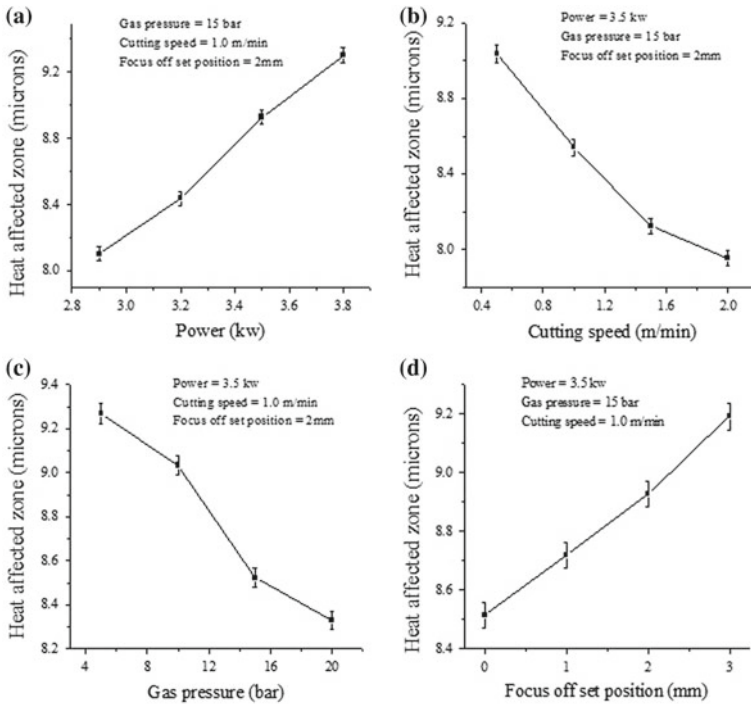 (a)
Gas pressure = 15 bar
Cutting speed = 1.0 m/min
Focus off set position = 2mm
Heat affected zone (microns)
9.2
8.8
8.4
8.0
2.8 3.0 3.2 3.4 3.6 3.8
Power (kw)
(b)
Power = 3.5 kw
Gas pressure = 15 bar
Focus off set position = 2mm
Heat affected zone (microns)
9.2
8.8
8.4
8.0
0.4 0.8 1.2 1.6 2.0
Cutting speed (m/min)
(c)
Power = 3.5 kw
Cutting speed = 1.0 m/min
Focus off set position = 2mm
Heat affected zone (microns)
9.4
9.2
9.0
8.8
8.6
8.4
8.2
4 8 12 16 20
Gas pressure (bar)
(d)
Power = 3.5kw
Gas pressure = 15 bar
Cutting speed = 1.0 m/min
Heat affected zone (microns)
9.2
9.0
8.8
8.6
8.4
0 1 2 3
Focus off set position (mm)